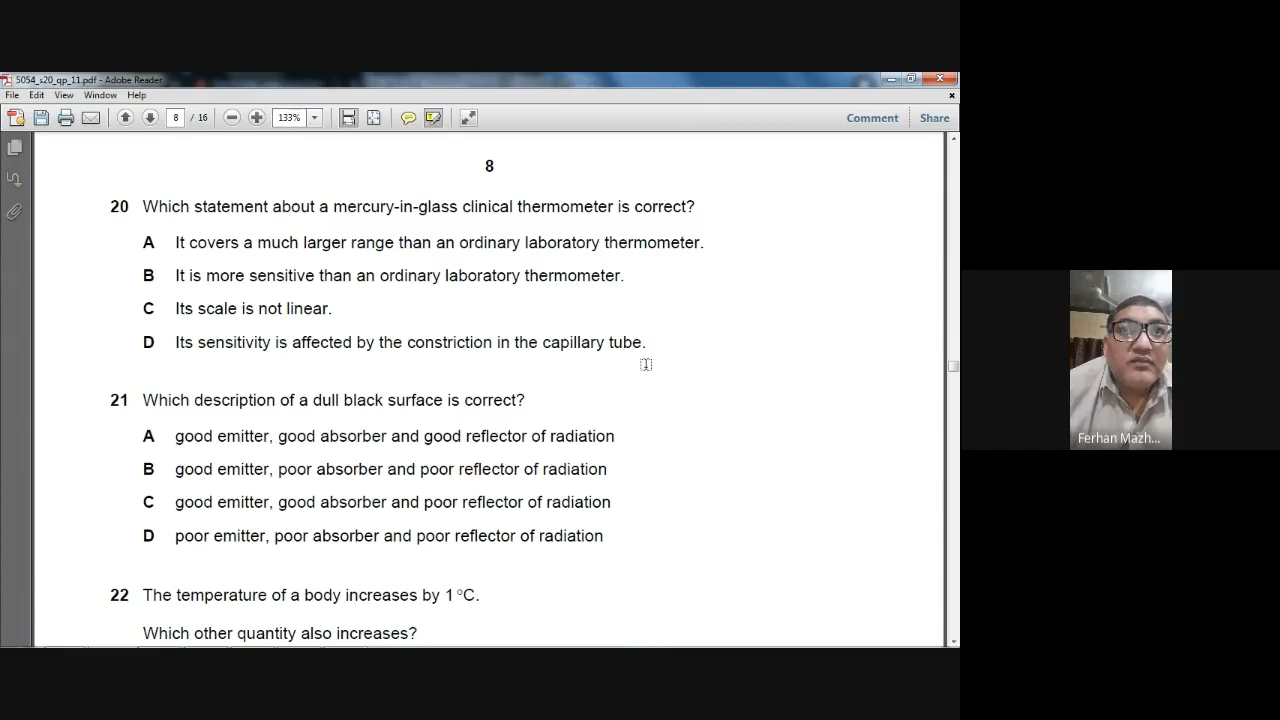 5054_s20_qp_11.pdf - Adobe Reader
File Edit View Window Help
8 / 16 133% Comment Share
8
20 Which statement about a mercury-in-glass clinical thermometer is correct?
A It covers a much larger range than an ordinary laboratory thermometer.
B It is more sensitive than an ordinary laboratory thermometer.
C Its scale is not linear.
D Its sensitivity is affected by the constriction in the capillary tube.
21 Which description of a dull black surface is correct?
A good emitter, good absorber and good reflector of radiation
B good emitter, poor absorber and poor reflector of radiation
C good emitter, good absorber and poor reflector of radiation
D poor emitter, poor absorber and poor reflector of radiation
22 The temperature of a body increases by 1 °C.
Which other quantity also increases?
Ferhan Mazh...